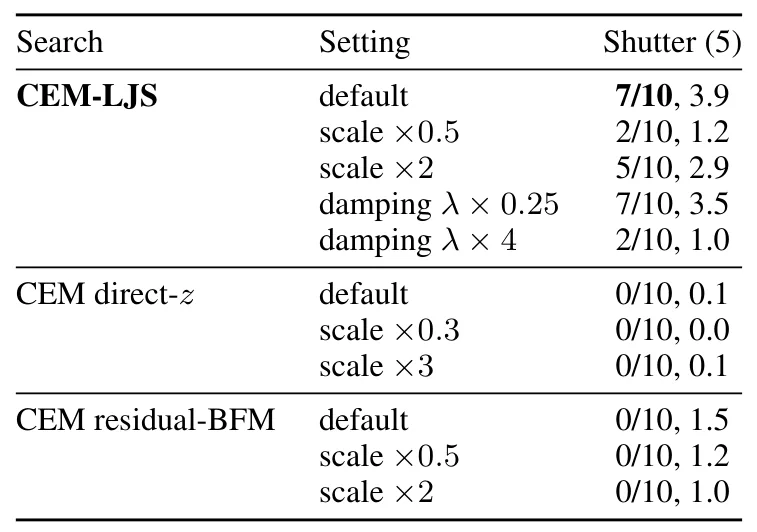 Search Setting Shutter (5)
CEM-LJS default 7/10, 3.9
scale ×0.5 2/10, 1.2
scale ×2 5/10, 2.9
damping λ × 0.25 7/10, 3.5
damping λ × 4 2/10, 1.0
CEM direct-z default 0/10, 0.1
scale ×0.3 0/10, 0.0
scale ×3 0/10, 0.1
CEM residual-BFM default 0/10, 1.5
scale ×0.5 0/10, 1.2
scale ×2 0/10, 1.0